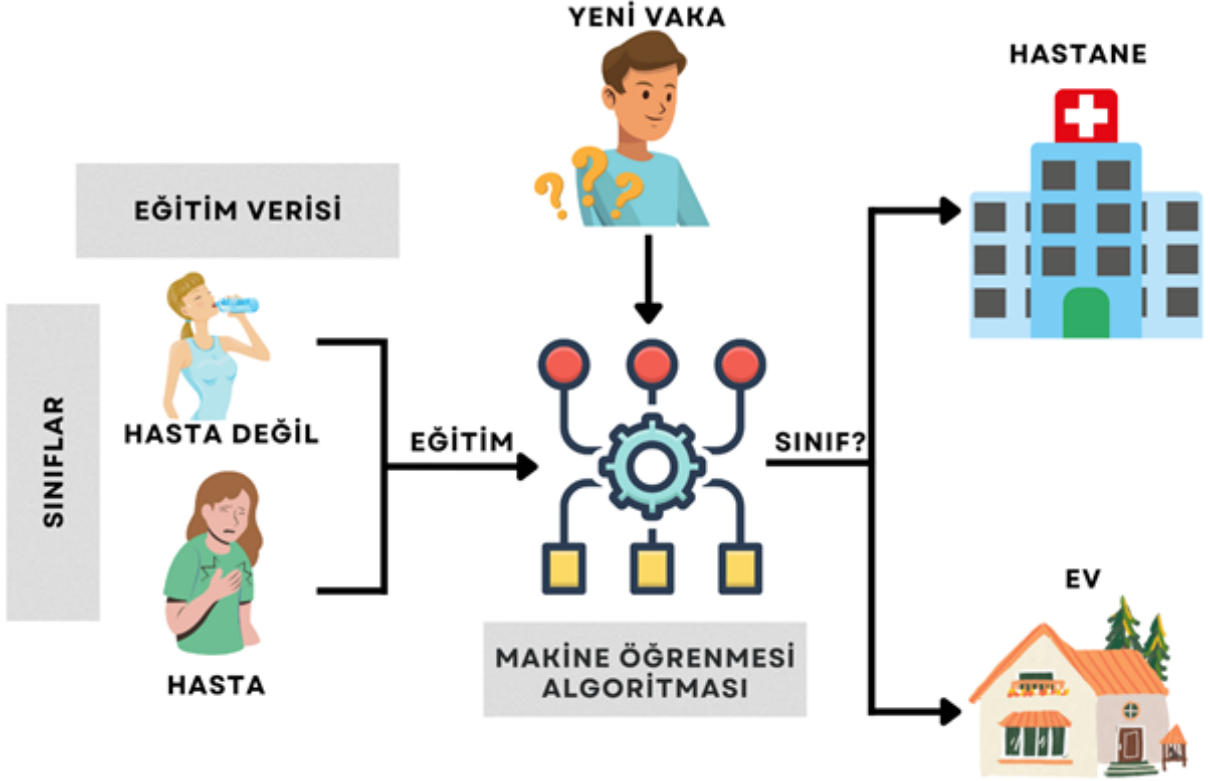 YENİ VAKA
HASTANE
EĞİTİM VERİSİ
SINIFLAR
HASTA DEĞİL
EĞİTİM
SINIF?
HASTA
MAKİNE ÖĞRENMESİ
ALGORİTMASI
EV